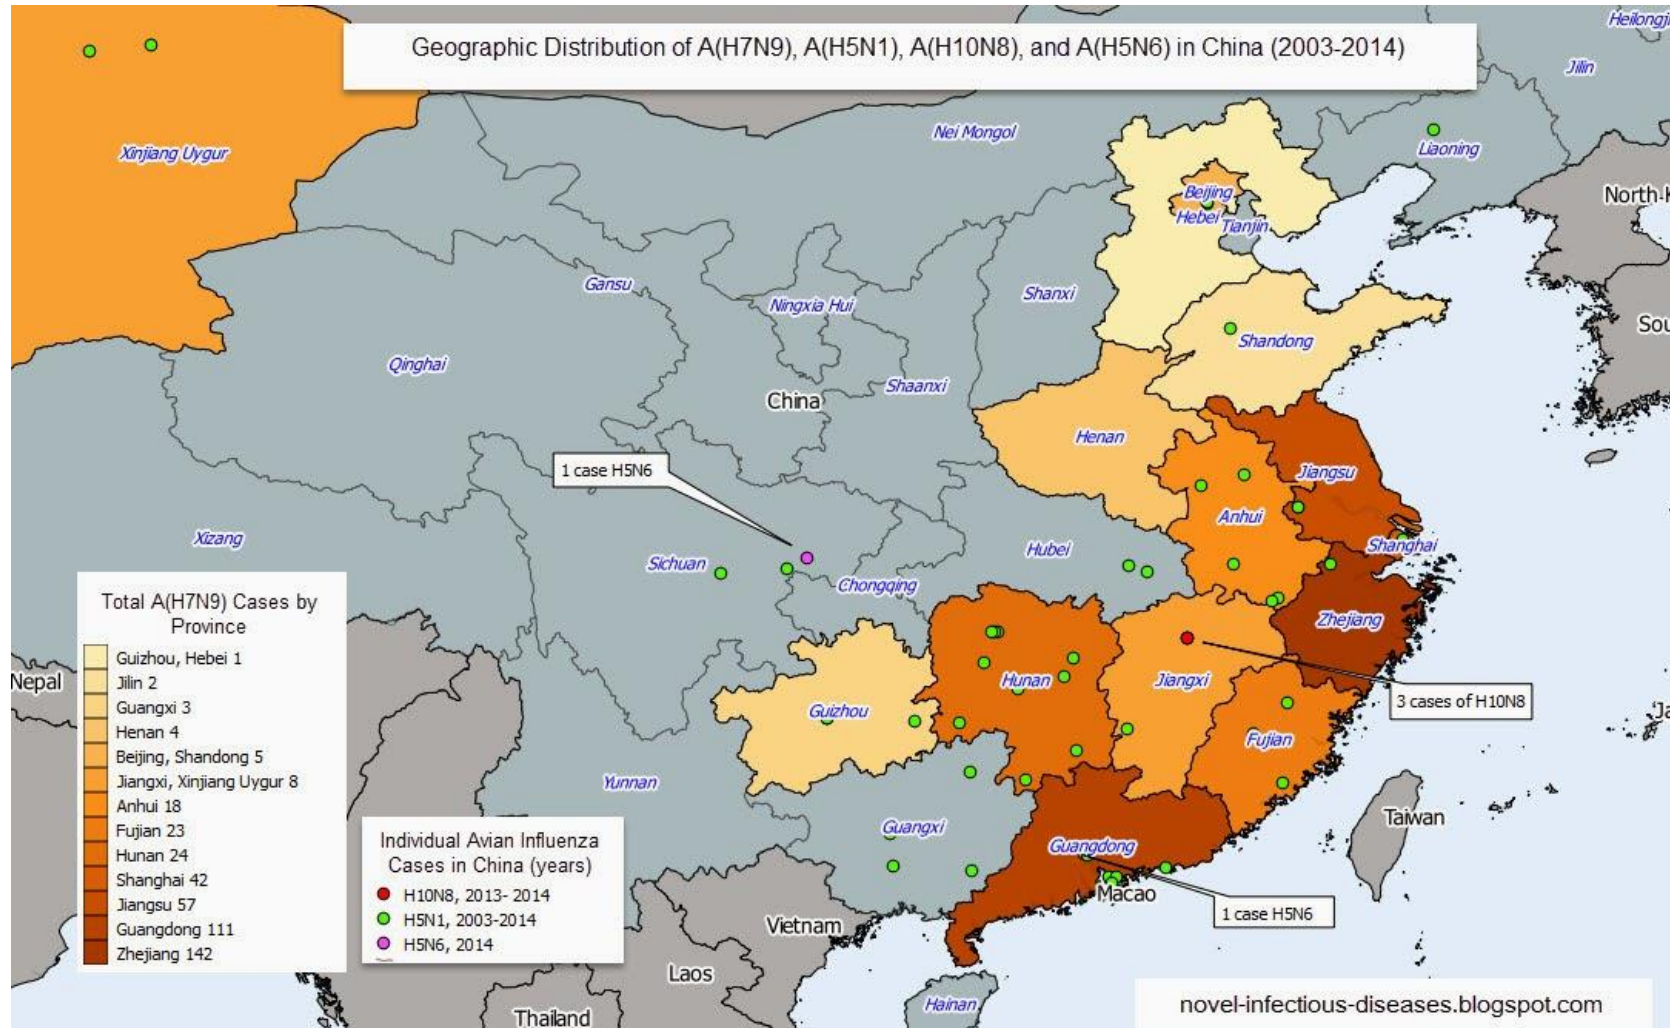 Geographic Distribution of A(H7N9), A(H5N1), A(H10N8), and A(H5N6) in China (2003-2014)
Jilin
Nei Mongol
Liaoning
Xinjiang Uygur
Beijing
Hebei
Tianjin
Gansu
Ningxia Hui
Shanxi
Shandong
Qinghai
Shaanxi
China
Henan
1 case H5N6
Jiangsu
Anhui
Xizang
Sichuan
Hubei
Shanghai
Chongqing
Zhejiang
Nepal
Hunan
Jiangxi
3 cases of H10N8
Guizhou
Fujian
Yunnan
Guangxi
Guangdong
Taiwan
Macao
1 case H5N6
Vietnam
Laos
Hainan
Thailand
Total A(H7N9) Cases by
Province
Guizhou, Hebei 1
Jilin 2
Guangxi 3
Henan 4
Beijing, Shandong 5
Jiangxi, Xinjiang Uygur 8
Anhui 18
Fujian 23
Hunan 24
Shanghai 42
Jiangsu 57
Guangdong 111
Zhejiang 142
Individual Avian Influenza
Cases in China (years)
H10N8, 2013- 2014
H5N1, 2003-2014
H5N6, 2014
novel-infectious-diseases.blogspot.com